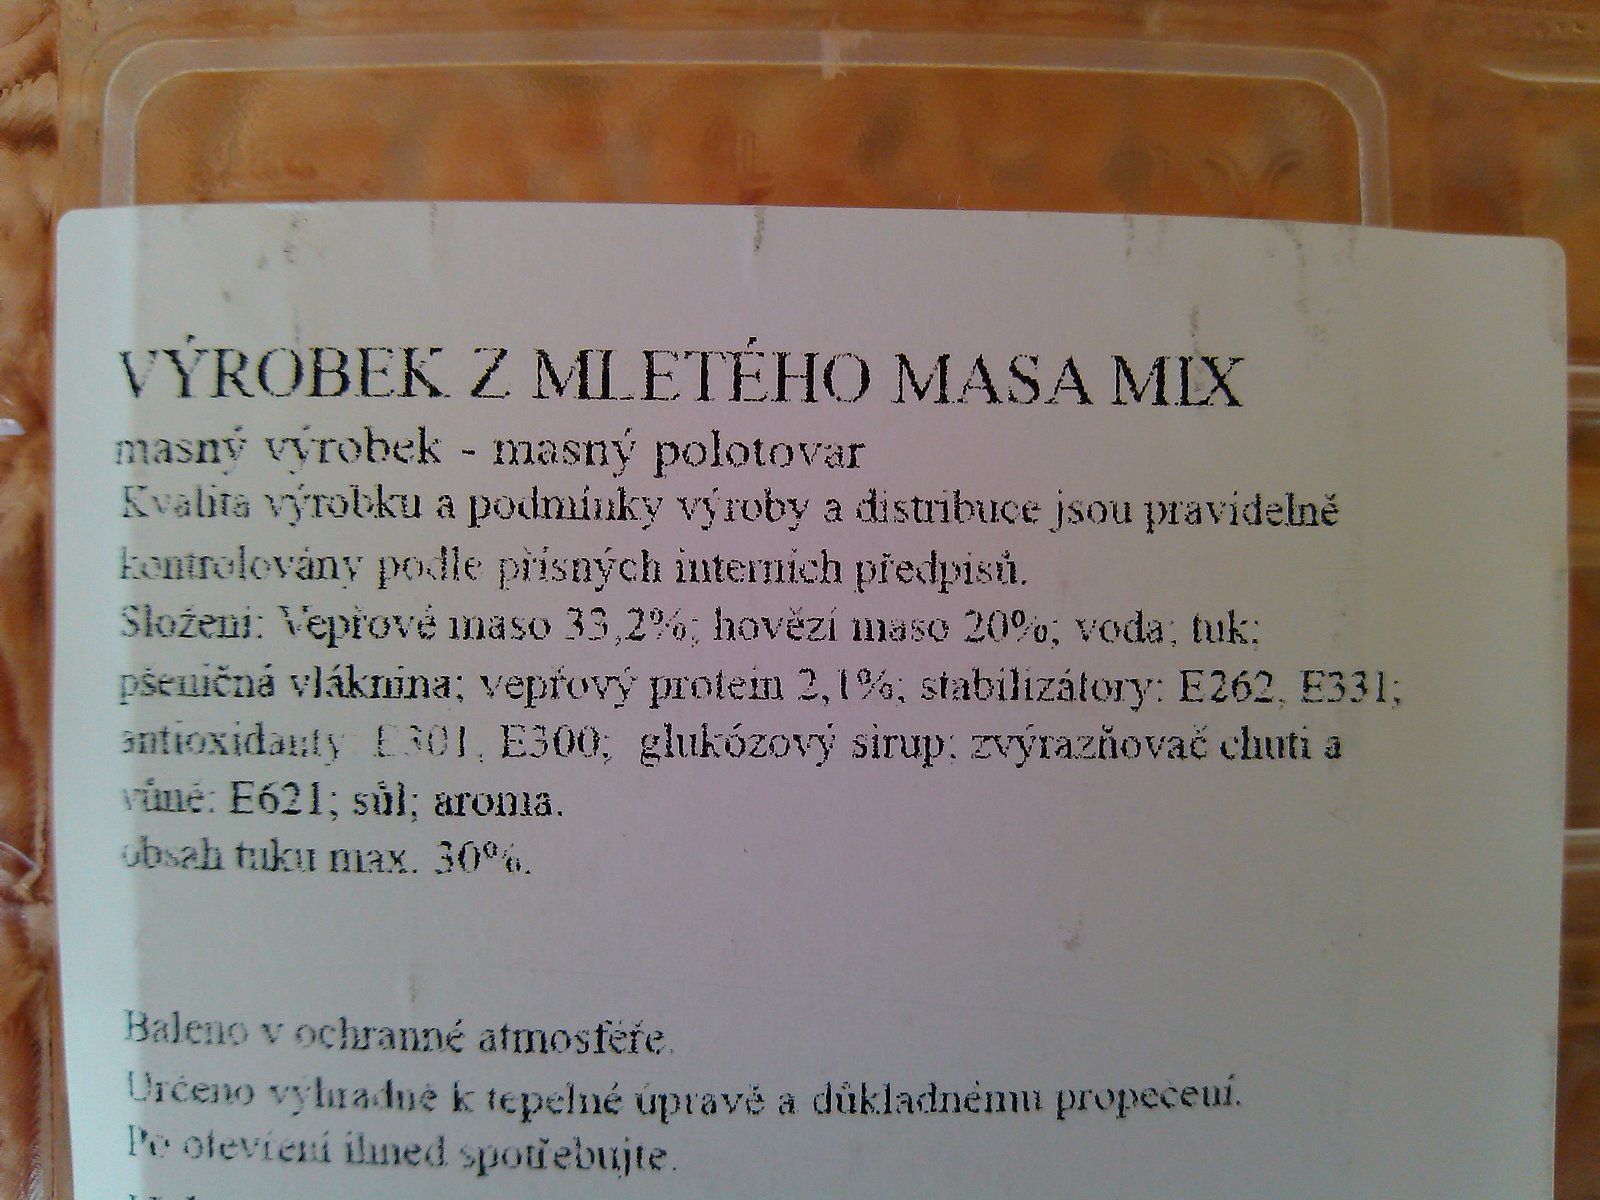 VÝROBEK Z MLETÉHO MASA MIX
masný výrobek - masný polotovar
Kvalita výrobku a podmínky výroby a distribuce jsou pravidelně
kontrolovány podle přísných interních předpisů.
Složení: Vepřové maso 33,2%; hovězí maso 20%; voda; tuk;
pšeničná vláknina; vepřový protein 2,1%; stabilizátory: E262, E331;
antioxidanty: E301, E300; glukózový sirup; zvýrazňovač chuti a
vůně: E621; sůl; aroma.
obsah tuku max. 30%.
Baleno v ochranné atmosféře.
Určeno výhradně k tepelné úpravě a důkladnému propečení.
Po otevření ihned spotřebujte.